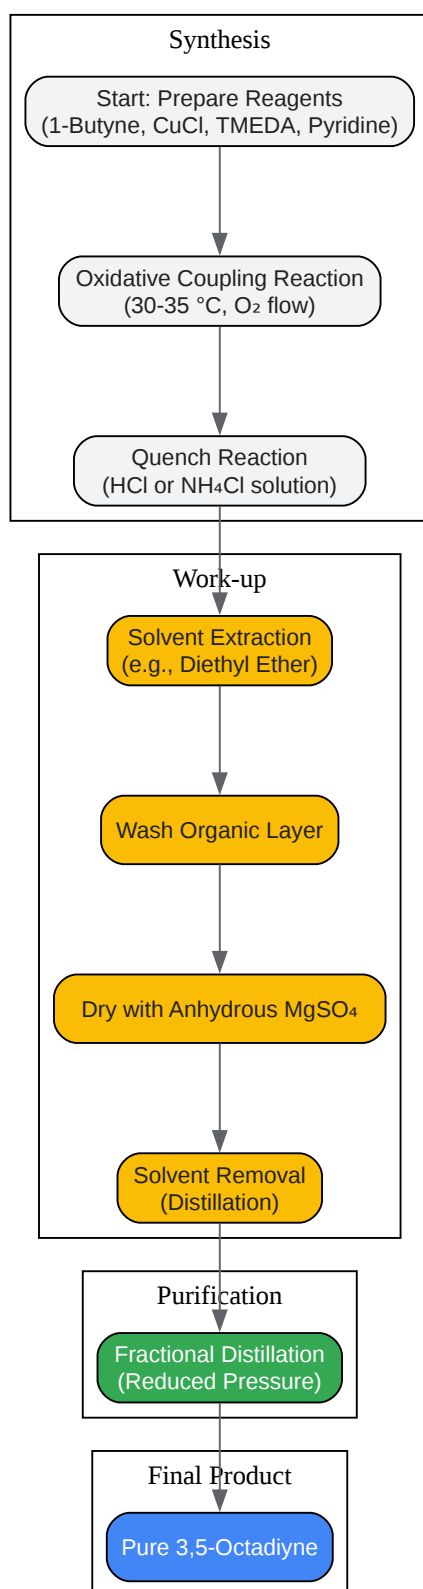 Synthesis
Start: Prepare Reagents
(1-Butyne, CuCl, TMEDA, Pyridine)
Oxidative Coupling Reaction
(30-35 °C, O₂ flow)
Quench Reaction
(HCl or NH₄Cl solution)
Work-up
Solvent Extraction
(e.g., Diethyl Ether)
Wash Organic Layer
Dry with Anhydrous MgSO₄
Solvent Removal
(Distillation)
Purification
Fractional Distillation
(Reduced Pressure)
Final Product
Pure 3,5-Octadiyne